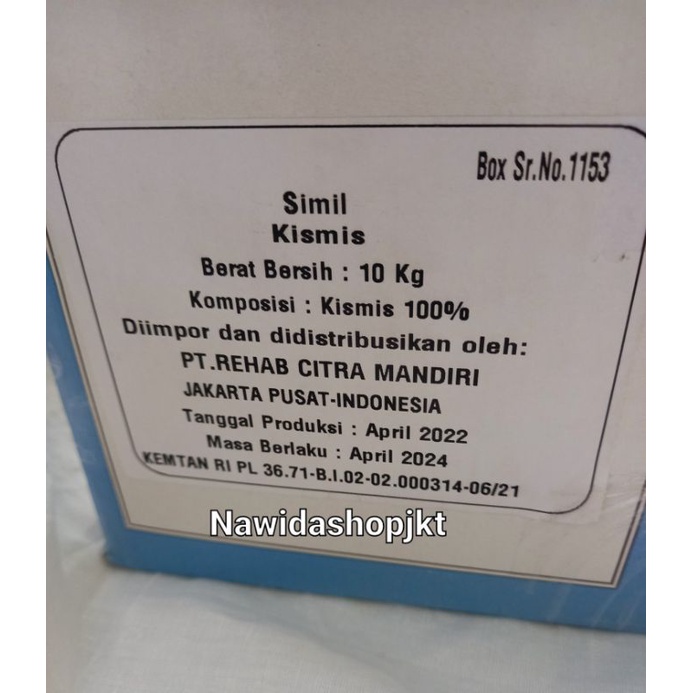 Box Sr.No.1153
Simil
Kismis
Berat Bersih : 10 Kg
Komposisi : Kismis 100%
Diimpor dan didistribusikan oleh:
PT.REHAB CITRA MANDIRI
JAKARTA PUSAT-INDONESIA
Tanggal Produksi : April 2022
Masa Berlaku : April 2024
KEMTAN RI PL 36.71-B.I.02-02.000314-06/21
Nawidashopjkt